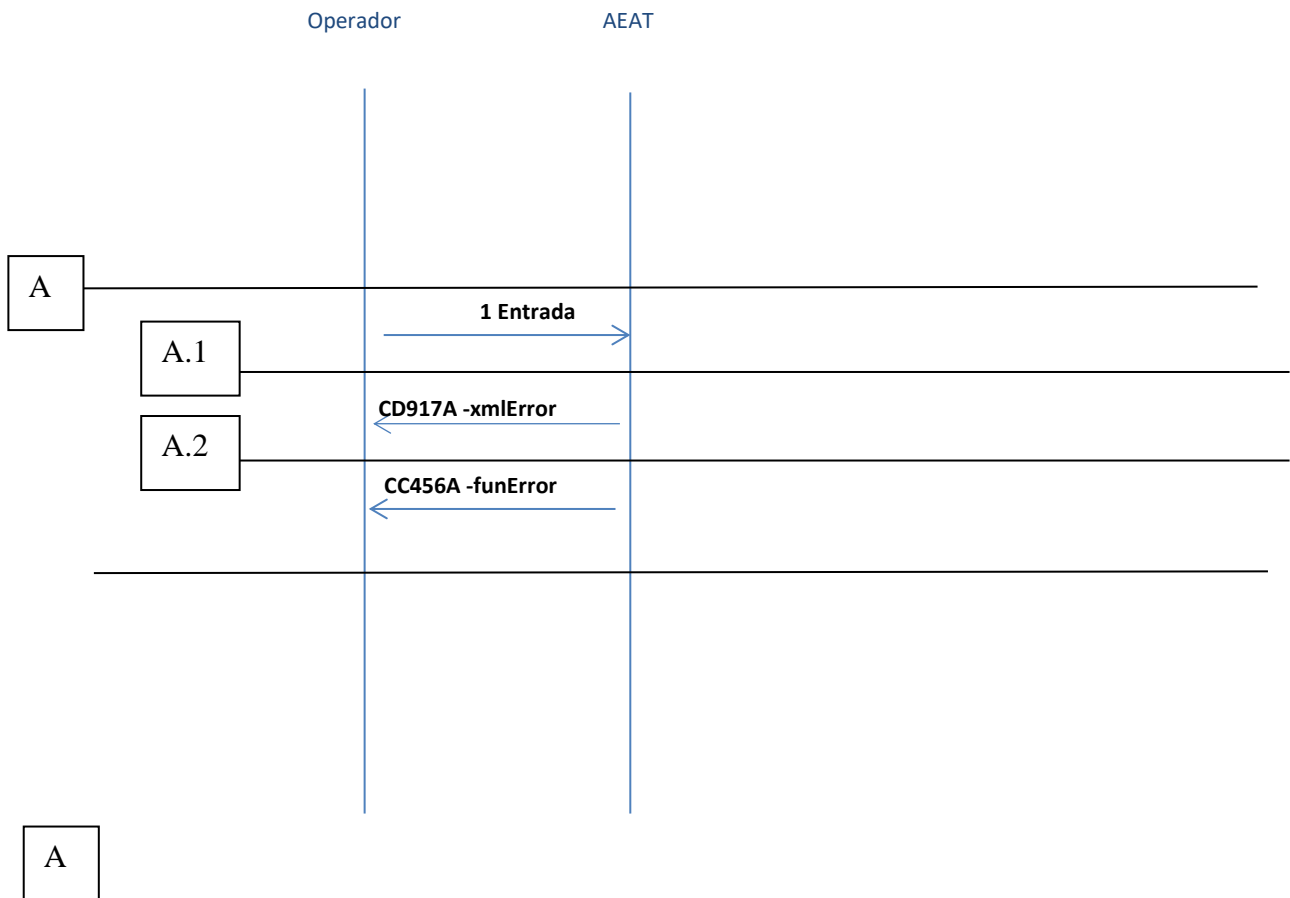 Operador AEAT
A
1 Entrada
A.1
CD917A -xmlError
A.2
CC456A -funError
A